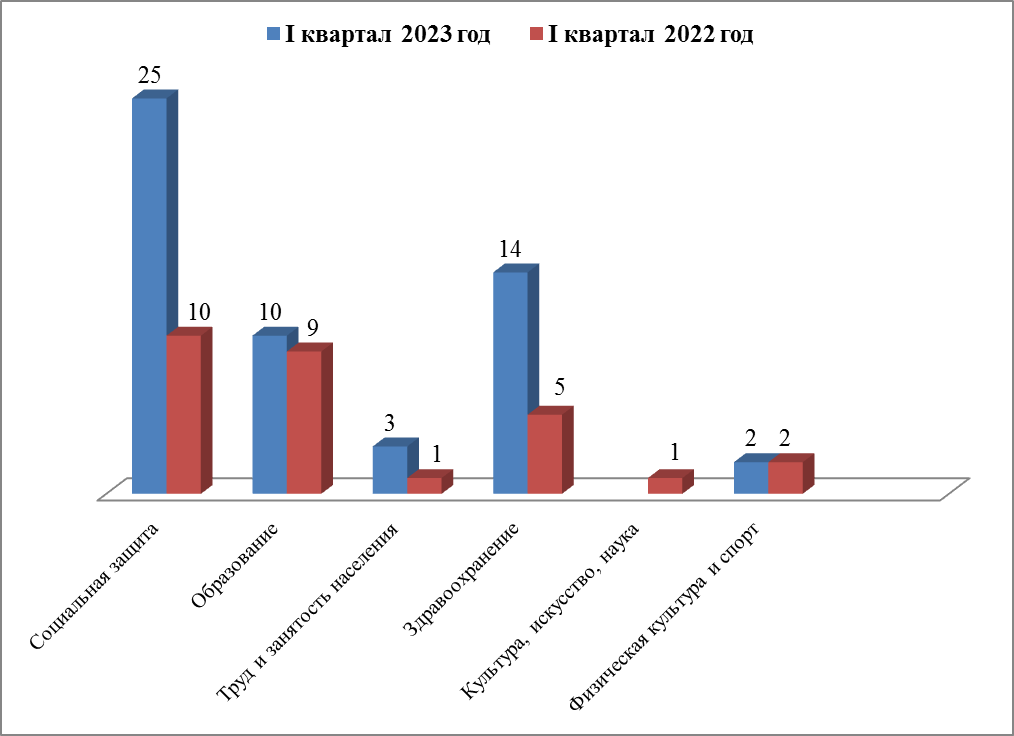 I квартал 2023 год
I квартал 2022 год
25
10
10
9
3
1
14
5
1
2
2
Социальная защита
Образование
Труд и занятость населения
Здравоохранение
Культура, искусство, наука
Физическая культура и спорт